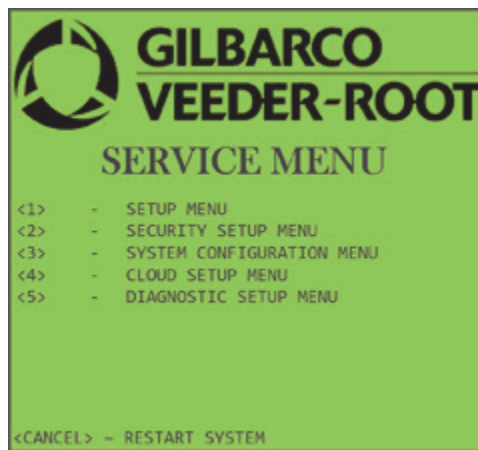 GILBARCO
VEEDER-ROOT
SERVICE MENU
<1> - SETUP MENU
<2> - SECURITY SETUP MENU
<3> - SYSTEM CONFIGURATION MENU
<4> - CLOUD SETUP MENU
<5> - DIAGNOSTIC SETUP MENU
<CANCEL> - RESTART SYSTEM